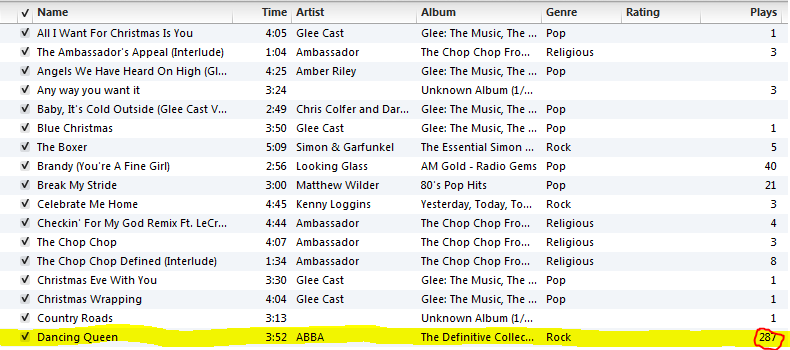 ✓ Name Time Artist Album Genre Rating Plays
✓ All I Want For Christmas Is You 4:05 Glee Cast Glee: The Music, The ... Pop 1
✓ The Ambassador's Appeal (Interlude) 1:04 Ambassador The Chop Chop Fro... Religious 3
✓ Angels We Have Heard On High (Gl... 4:25 Amber Riley Glee: The Music, The ... Pop
✓ Any way you want it 3:24 Unknown Album (1/... 3
✓ Baby, It's Cold Outside (Glee Cast V... 2:49 Chris Colfer and Dar... Glee: The Music, The ... Pop
✓ Blue Christmas 3:50 Glee Cast Glee: The Music, The ... Pop 1
✓ The Boxer 5:09 Simon & Garfunkel The Essential Simon ... Rock 5
✓ Brandy (You're A Fine Girl) 2:56 Looking Glass AM Gold - Radio Gems Pop 40
✓ Break My Stride 3:00 Matthew Wilder 80's Pop Hits Pop 21
✓ Celebrate Me Home 4:45 Kenny Loggins Yesterday, Today, To... Rock 3
✓ Checkin' For My God Remix Ft. LeCr... 4:44 Ambassador The Chop Chop Fro... Religious 4
✓ The Chop Chop 4:07 Ambassador The Chop Chop Fro... Religious 3
✓ The Chop Chop Defined (Interlude) 1:34 Ambassador The Chop Chop Fro... Religious 8
✓ Christmas Eve With You 3:30 Glee Cast Glee: The Music, The ... Pop 1
✓ Christmas Wrapping 4:04 Glee Cast Glee: The Music, The ... Pop 1
✓ Country Roads 3:13 Unknown Album (1/... 1
✓ Dancing Queen 3:52 ABBA The Definitive Collec... Rock 287